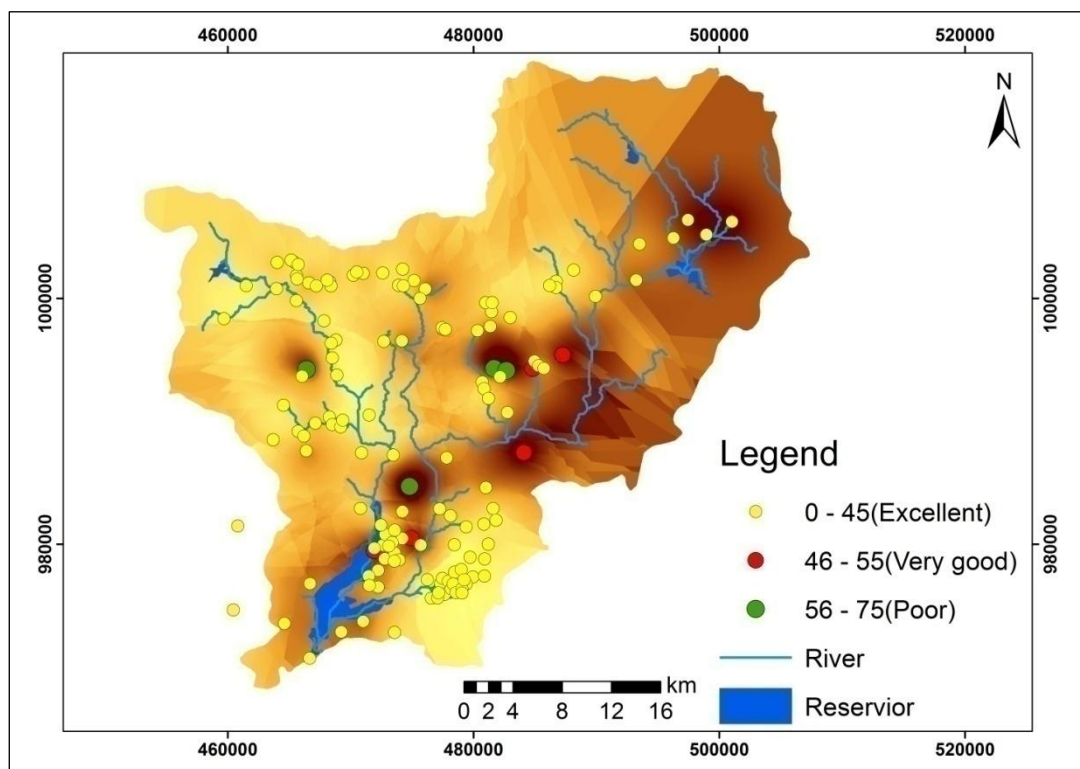 460000 480000 500000 520000
N
1000000 1000000
Legend
0 - 45(Excellent)
980000 980000
46 - 55(Very good)
56 - 75(Poor)
River
km
Reservior
0 2 4 8 12 16
460000 480000 500000 520000